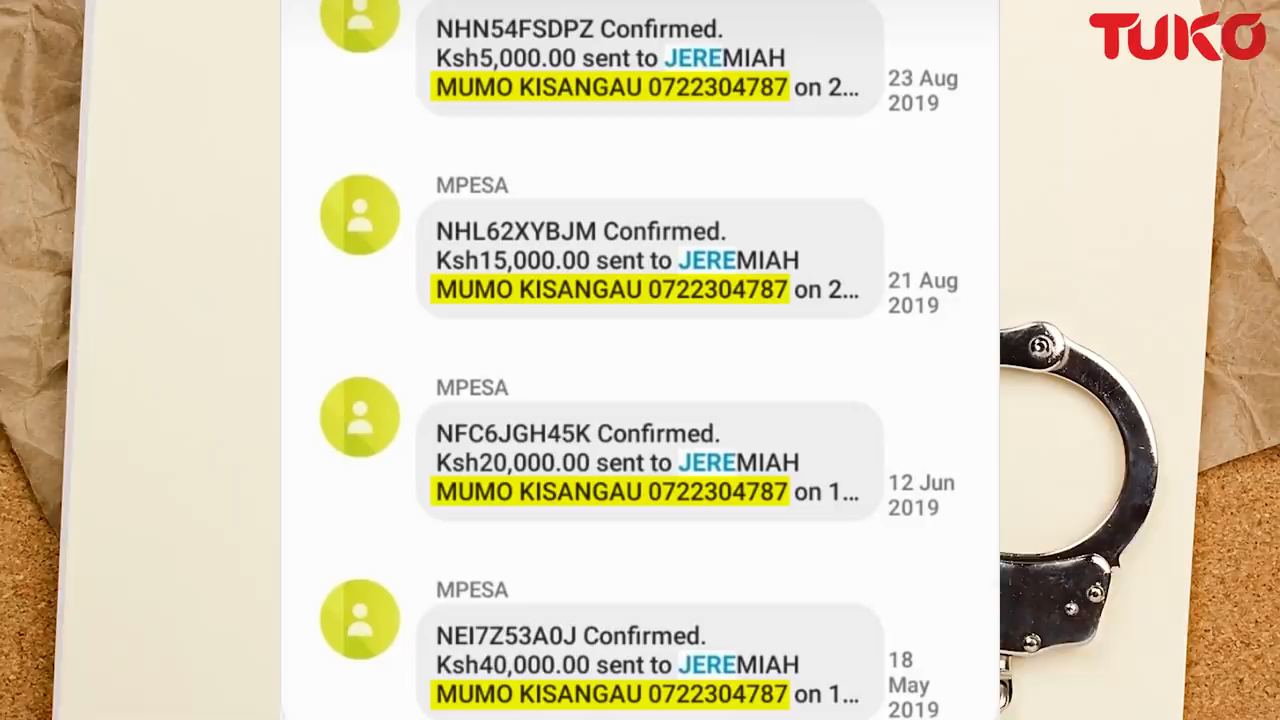 TUKO
NHN54FSDPZ Confirmed.
Ksh5,000.00 sent to JEREMIAH
MUMO KISANGAU 0722304787 on 2...
23 Aug
2019
MPESA
NHL62XYBJM Confirmed.
Ksh15,000.00 sent to JEREMIAH
MUMO KISANGAU 0722304787 on 2...
21 Aug
2019
MPESA
NFC6JGH45K Confirmed.
Ksh20,000.00 sent to JEREMIAH
MUMO KISANGAU 0722304787 on 1...
12 Jun
2019
MPESA
NEI7Z53A0J Confirmed.
Ksh40,000.00 sent to JEREMIAH
MUMO KISANGAU 0722304787 on 1...
18
May
2019